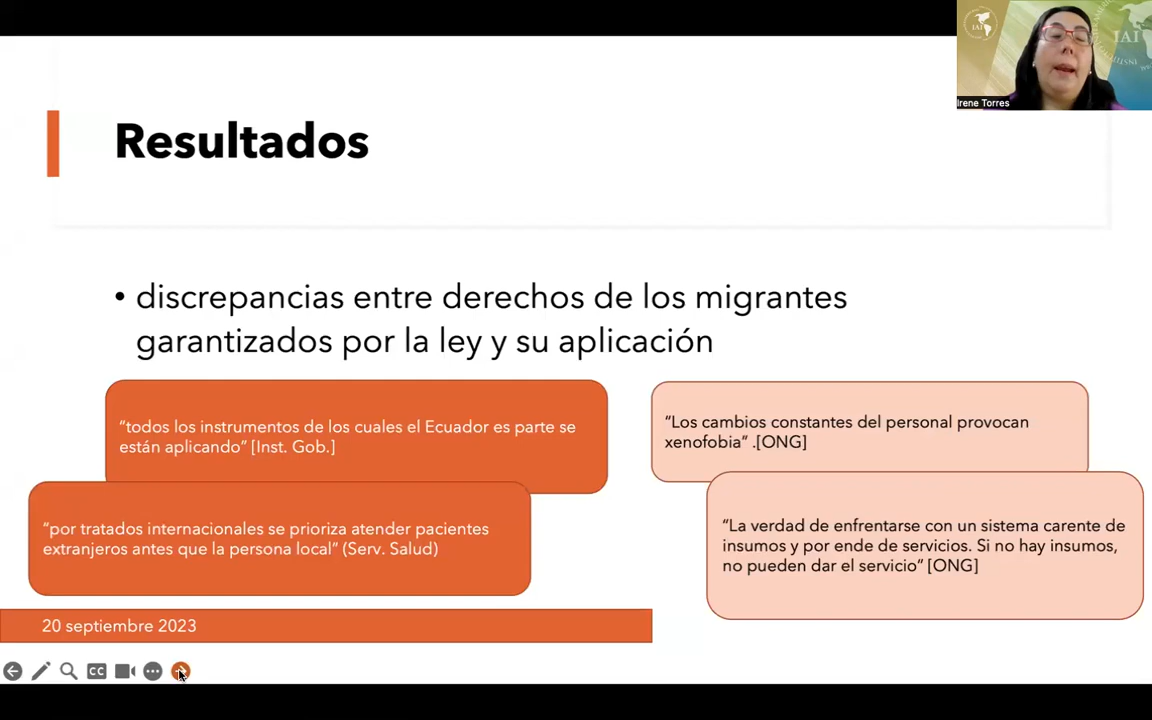 IAI
IAI
Irene Torres
Resultados
• discrepancias entre derechos de los migrantes
garantizados por la ley y su aplicación
“todos los instrumentos de los cuales el Ecuador es parte se
están aplicando” [Inst. Gob.]
“Los cambios constantes del personal provocan
xenofobia” .[ONG]
“por tratados internacionales se prioriza atender pacientes
extranjeros antes que la persona local” (Serv. Salud)
“La verdad de enfrentarse con un sistema carente de
insumos y por ende de servicios. Si no hay insumos,
no pueden dar el servicio” [ONG]
20 septiembre 2023
CC